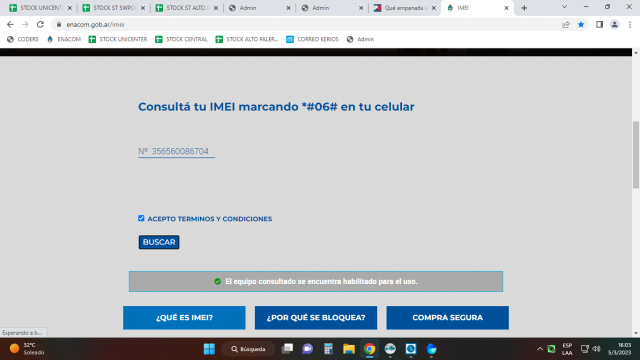 STOCK UNICENT
STOCK ST SWPO
STOCK ST ALTO
Admin
Admin
Qué empanada
IMEI
enacom.gob.ar/imei
CODERS
ENACOM
STOCK UNICENTER
STOCK CENTRAL
STOCK ALTO PALER...
CORREO KERIOS
Admin
Consultá tu IMEI marcando *#06# en tu celular
Nº 356560086704
ACEPTO TERMINOS Y CONDICIONES
BUSCAR
El equipo consultado se encuentra habilitado para el uso.
¿QUÉ ES IMEI?
¿POR QUÉ SE BLOQUEA?
COMPRA SEGURA
Esperando a b...
32°C
Soleado
Búsqueda
ESP
LAA
16:03
5/3/2023